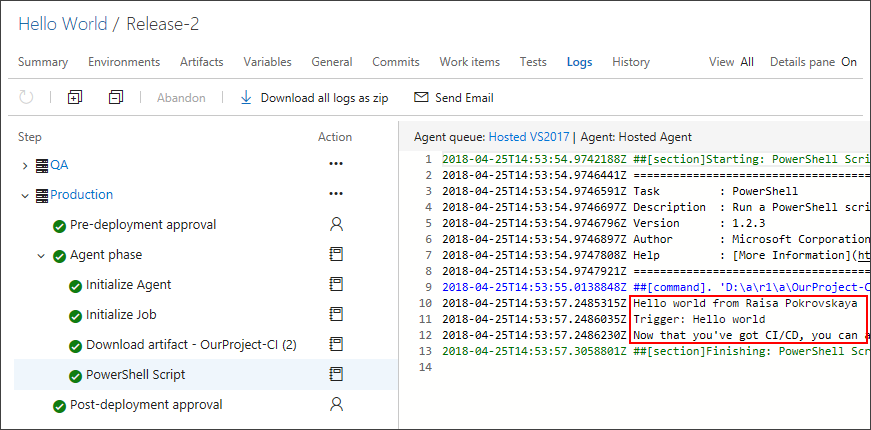 Hello World / Release-2
Summary Environments Artifacts Variables General Commits Work items Tests Logs History View All Details pane On
Abandon Download all logs as zip Send Email
Step Action
QA ...
Production ...
Pre-deployment approval
Agent phase
Initialize Agent
Initialize Job
Download artifact - OurProject-CI (2)
PowerShell Script
Post-deployment approval
Agent queue: Hosted VS2017 | Agent: Hosted Agent
1 2018-04-25T14:53:54.9742188Z ##[section]Starting: PowerShell Scri
2 2018-04-25T14:53:54.9746441Z ====================================
3 2018-04-25T14:53:54.9746591Z Task : PowerShell
4 2018-04-25T14:53:54.9746697Z Description : Run a PowerShell scri
5 2018-04-25T14:53:54.9746796Z Version : 1.2.3
6 2018-04-25T14:53:54.9746897Z Author : Microsoft Corporation
7 2018-04-25T14:53:54.9747808Z Help : [More Information](ht
8 2018-04-25T14:53:54.9747921Z ====================================
9 2018-04-25T14:53:55.0138848Z ##[command]. 'D:\a\r1\a\OurProject-C
10 2018-04-25T14:53:57.2485315Z Hello world from Raisa Pokrovskaya
11 2018-04-25T14:53:57.2486035Z Trigger: Hello world
12 2018-04-25T14:53:57.2486230Z Now that you've got CI/CD, you can a
13 2018-04-25T14:53:57.3058801Z ##[section]Finishing: PowerShell Scr
14